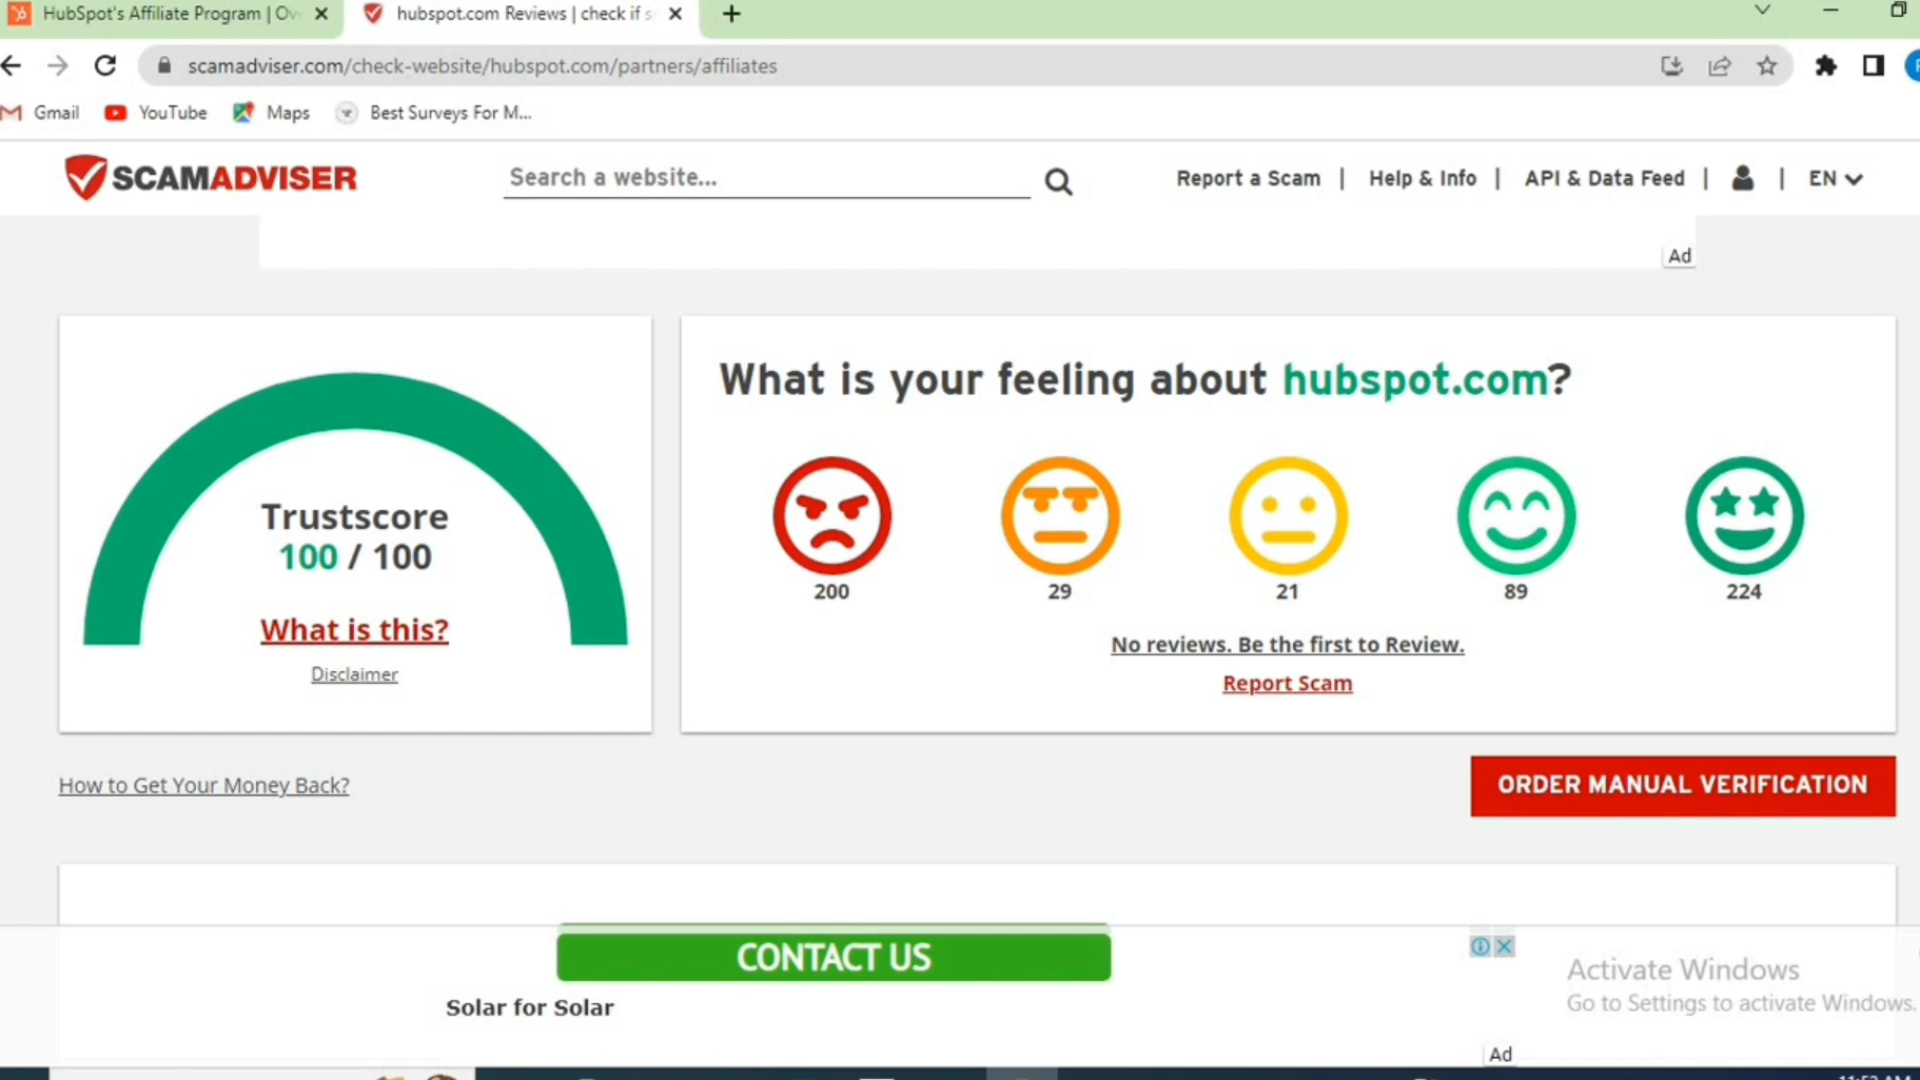 HubSpot's Affiliate Program | Ov
hubspot.com Reviews | check if s
scamadviser.com/check-website/hubspot.com/partners/affiliates
Gmail
YouTube
Maps
Best Surveys For M...
SCAMADVISER
Search a website...
Report a Scam | Help & Info | API & Data Feed | | EN
Ad
Trustscore
100 / 100
What is this?
Disclaimer
What is your feeling about hubspot.com?
200
29
21
89
224
No reviews. Be the first to Review.
Report Scam
How to Get Your Money Back?
ORDER MANUAL VERIFICATION
CONTACT US
Solar for Solar
Activate Windows
Go to Settings to activate Windows.
Ad